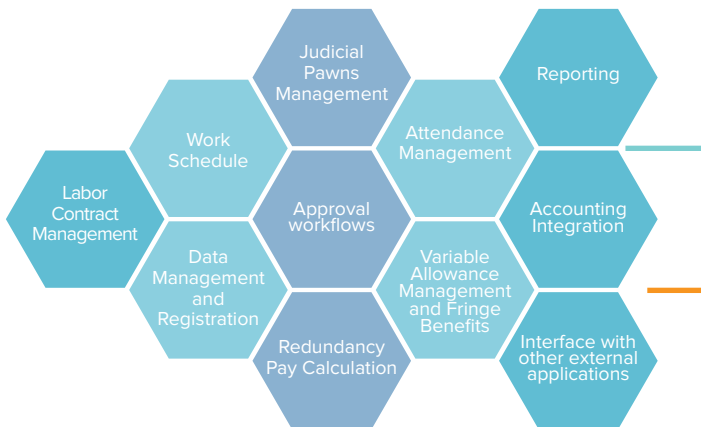 Judicial
Pawns
Management
Reporting
Work
Schedule
Attendance
Management
Labor
Contract
Management
Approval
workflows
Accounting
Integration
Data
Management
and
Registration
Variable
Allowance
Management
and Fringe
Benefits
Redundancy
Pay Calculation
Interface with
other external
applications